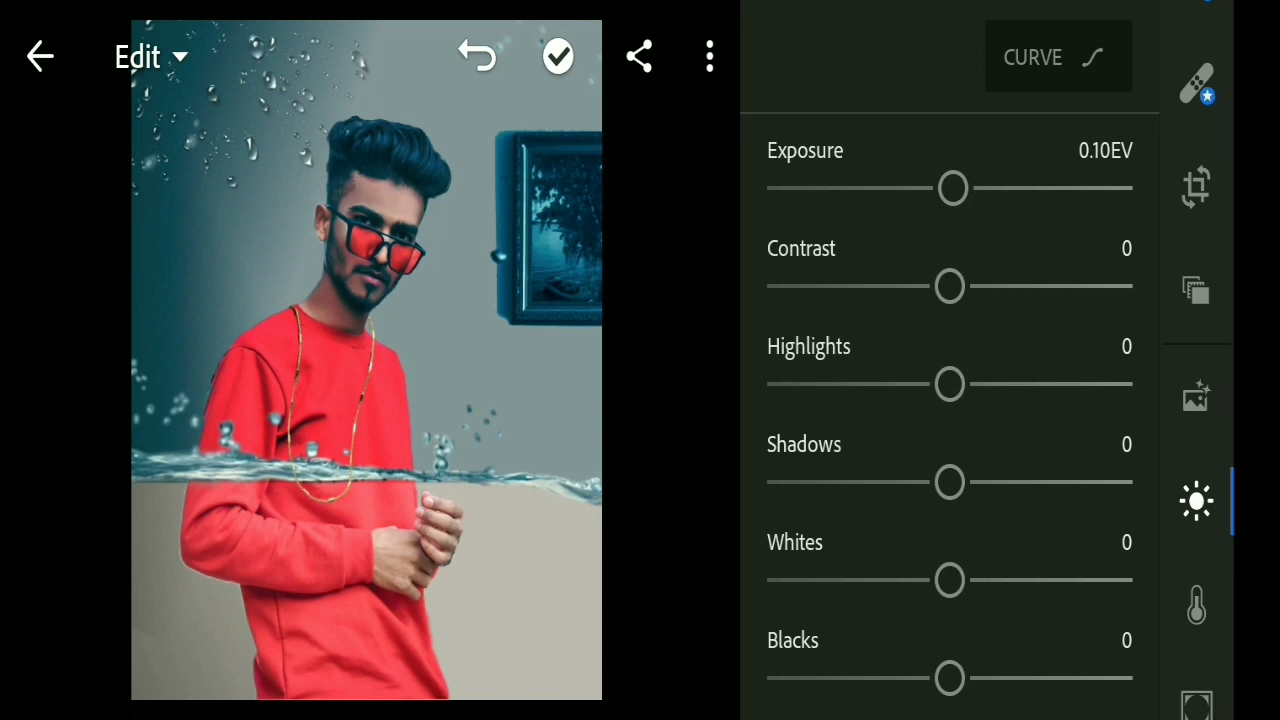 Edit
CURVE
Exposure 0.10EV
Contrast 0
Highlights 0
Shadows 0
Whites 0
Blacks 0